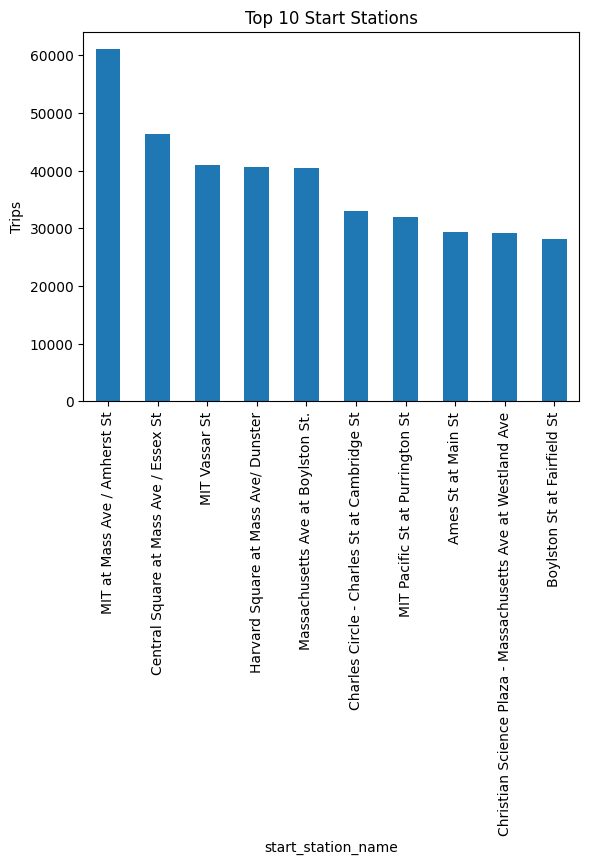 Top 10 Start Stations
Trips
60000
50000
40000
30000
20000
10000
0
MIT at Mass Ave / Amherst St
Central Square at Mass Ave / Essex St
MIT Vassar St
Harvard Square at Mass Ave/ Dunster
Massachusetts Ave at Boylston St.
Charles Circle - Charles St at Cambridge St
MIT Pacific St at Purrington St
Ames St at Main St
Christian Science Plaza - Massachusetts Ave at Westland Ave
Boylston St at Fairfield St
start_station_name